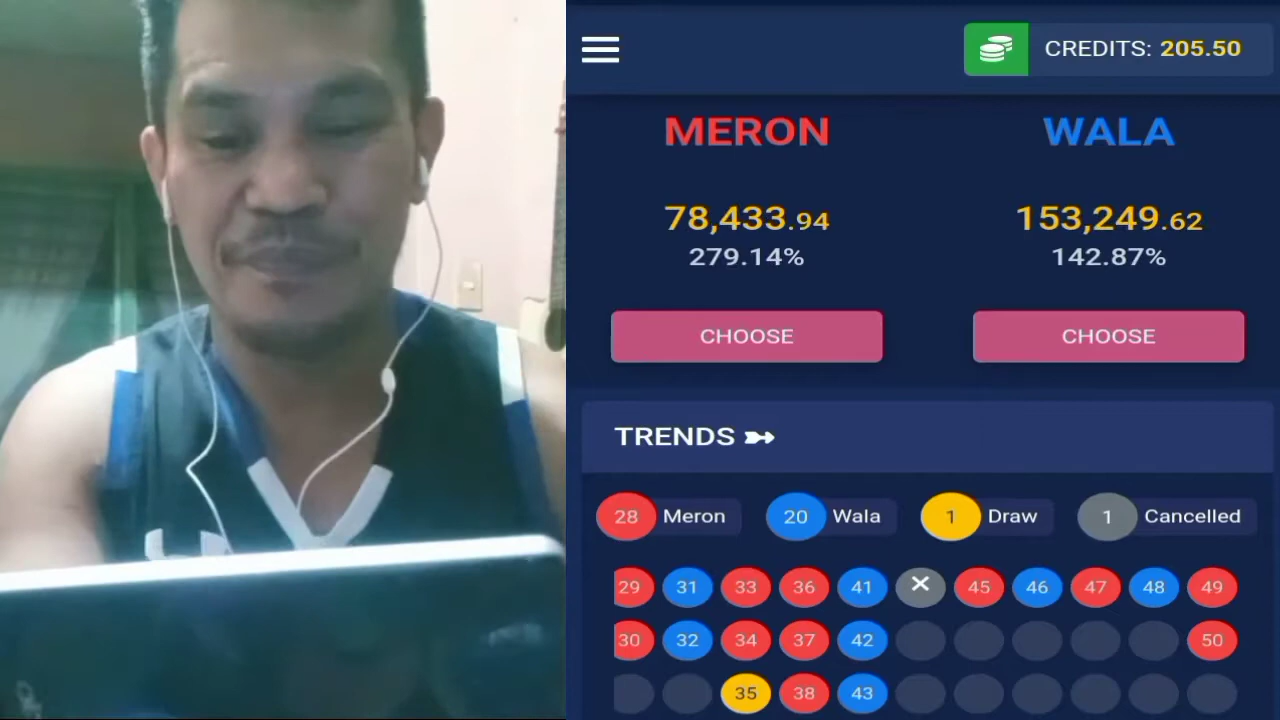 CREDITS: 205.50
MERON WALA
78,433.94 153,249.62
279.14% 142.87%
CHOOSE CHOOSE
TRENDS
28 Meron 20 Wala 1 Draw 1 Cancelled
29 31 33 36 41 45 46 47 48 49
30 32 34 37 42 50
35 38 43